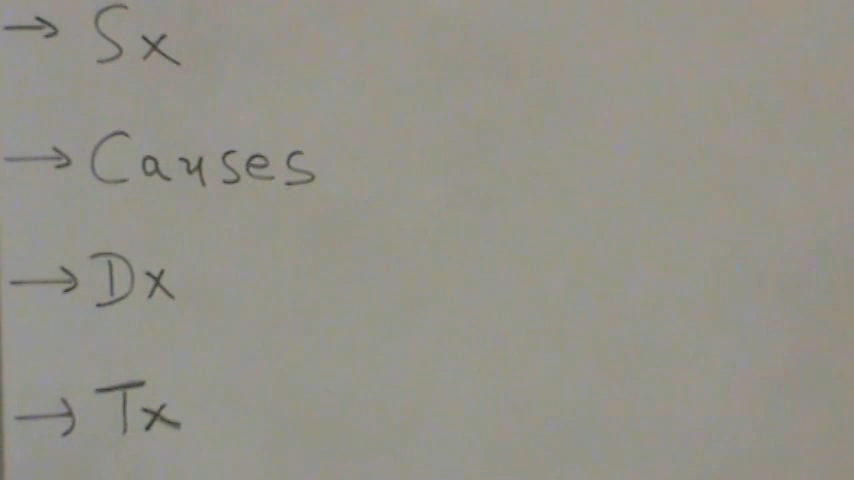 → Sx
→ Causes
→ Dx
→ Tx